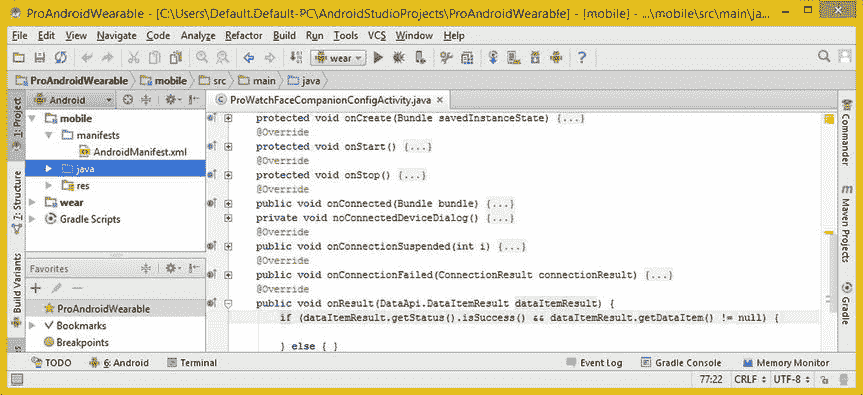 ProAndroidWearable - [C:\Users\Default.Default-PC\AndroidStudioProjects\ProAndroidWearable] - [mobile] - ...\mobile\src\main\ja...
File Edit View Navigate Code Analyze Refactor Build Run Tools VCS Window Help
wear
ProAndroidWearable mobile src main java
Android
ProWatchFaceCompanionConfigActivity.java
1: Project
7: Structure
Build Variants
mobile
manifests
AndroidManifest.xml
java
res
wear
Gradle Scripts
Favorites
ProAndroidWearable
Bookmarks
Breakpoints
protected void onCreate(Bundle savedInstanceState) {...}
@Override
protected void onStart() {...}
@Override
protected void onStop() {...}
@Override
public void onConnected(Bundle bundle) {...}
private void noConnectedDeviceDialog() {...}
@Override
public void onConnectionSuspended(int i) {...}
@Override
public void onConnectionFailed(ConnectionResult connectionResult) {...}
@Override
public void onResult(DataApi.DataItemResult dataItemResult) {
if (dataItemResult.getStatus().isSuccess() && dataItemResult.getDataItem() != null) {
} else { }
Commander
Maven Projects
Gradle
TODO 6: Android Terminal Event Log Gradle Console Memory Monitor
77:22 CRLF UTF-8